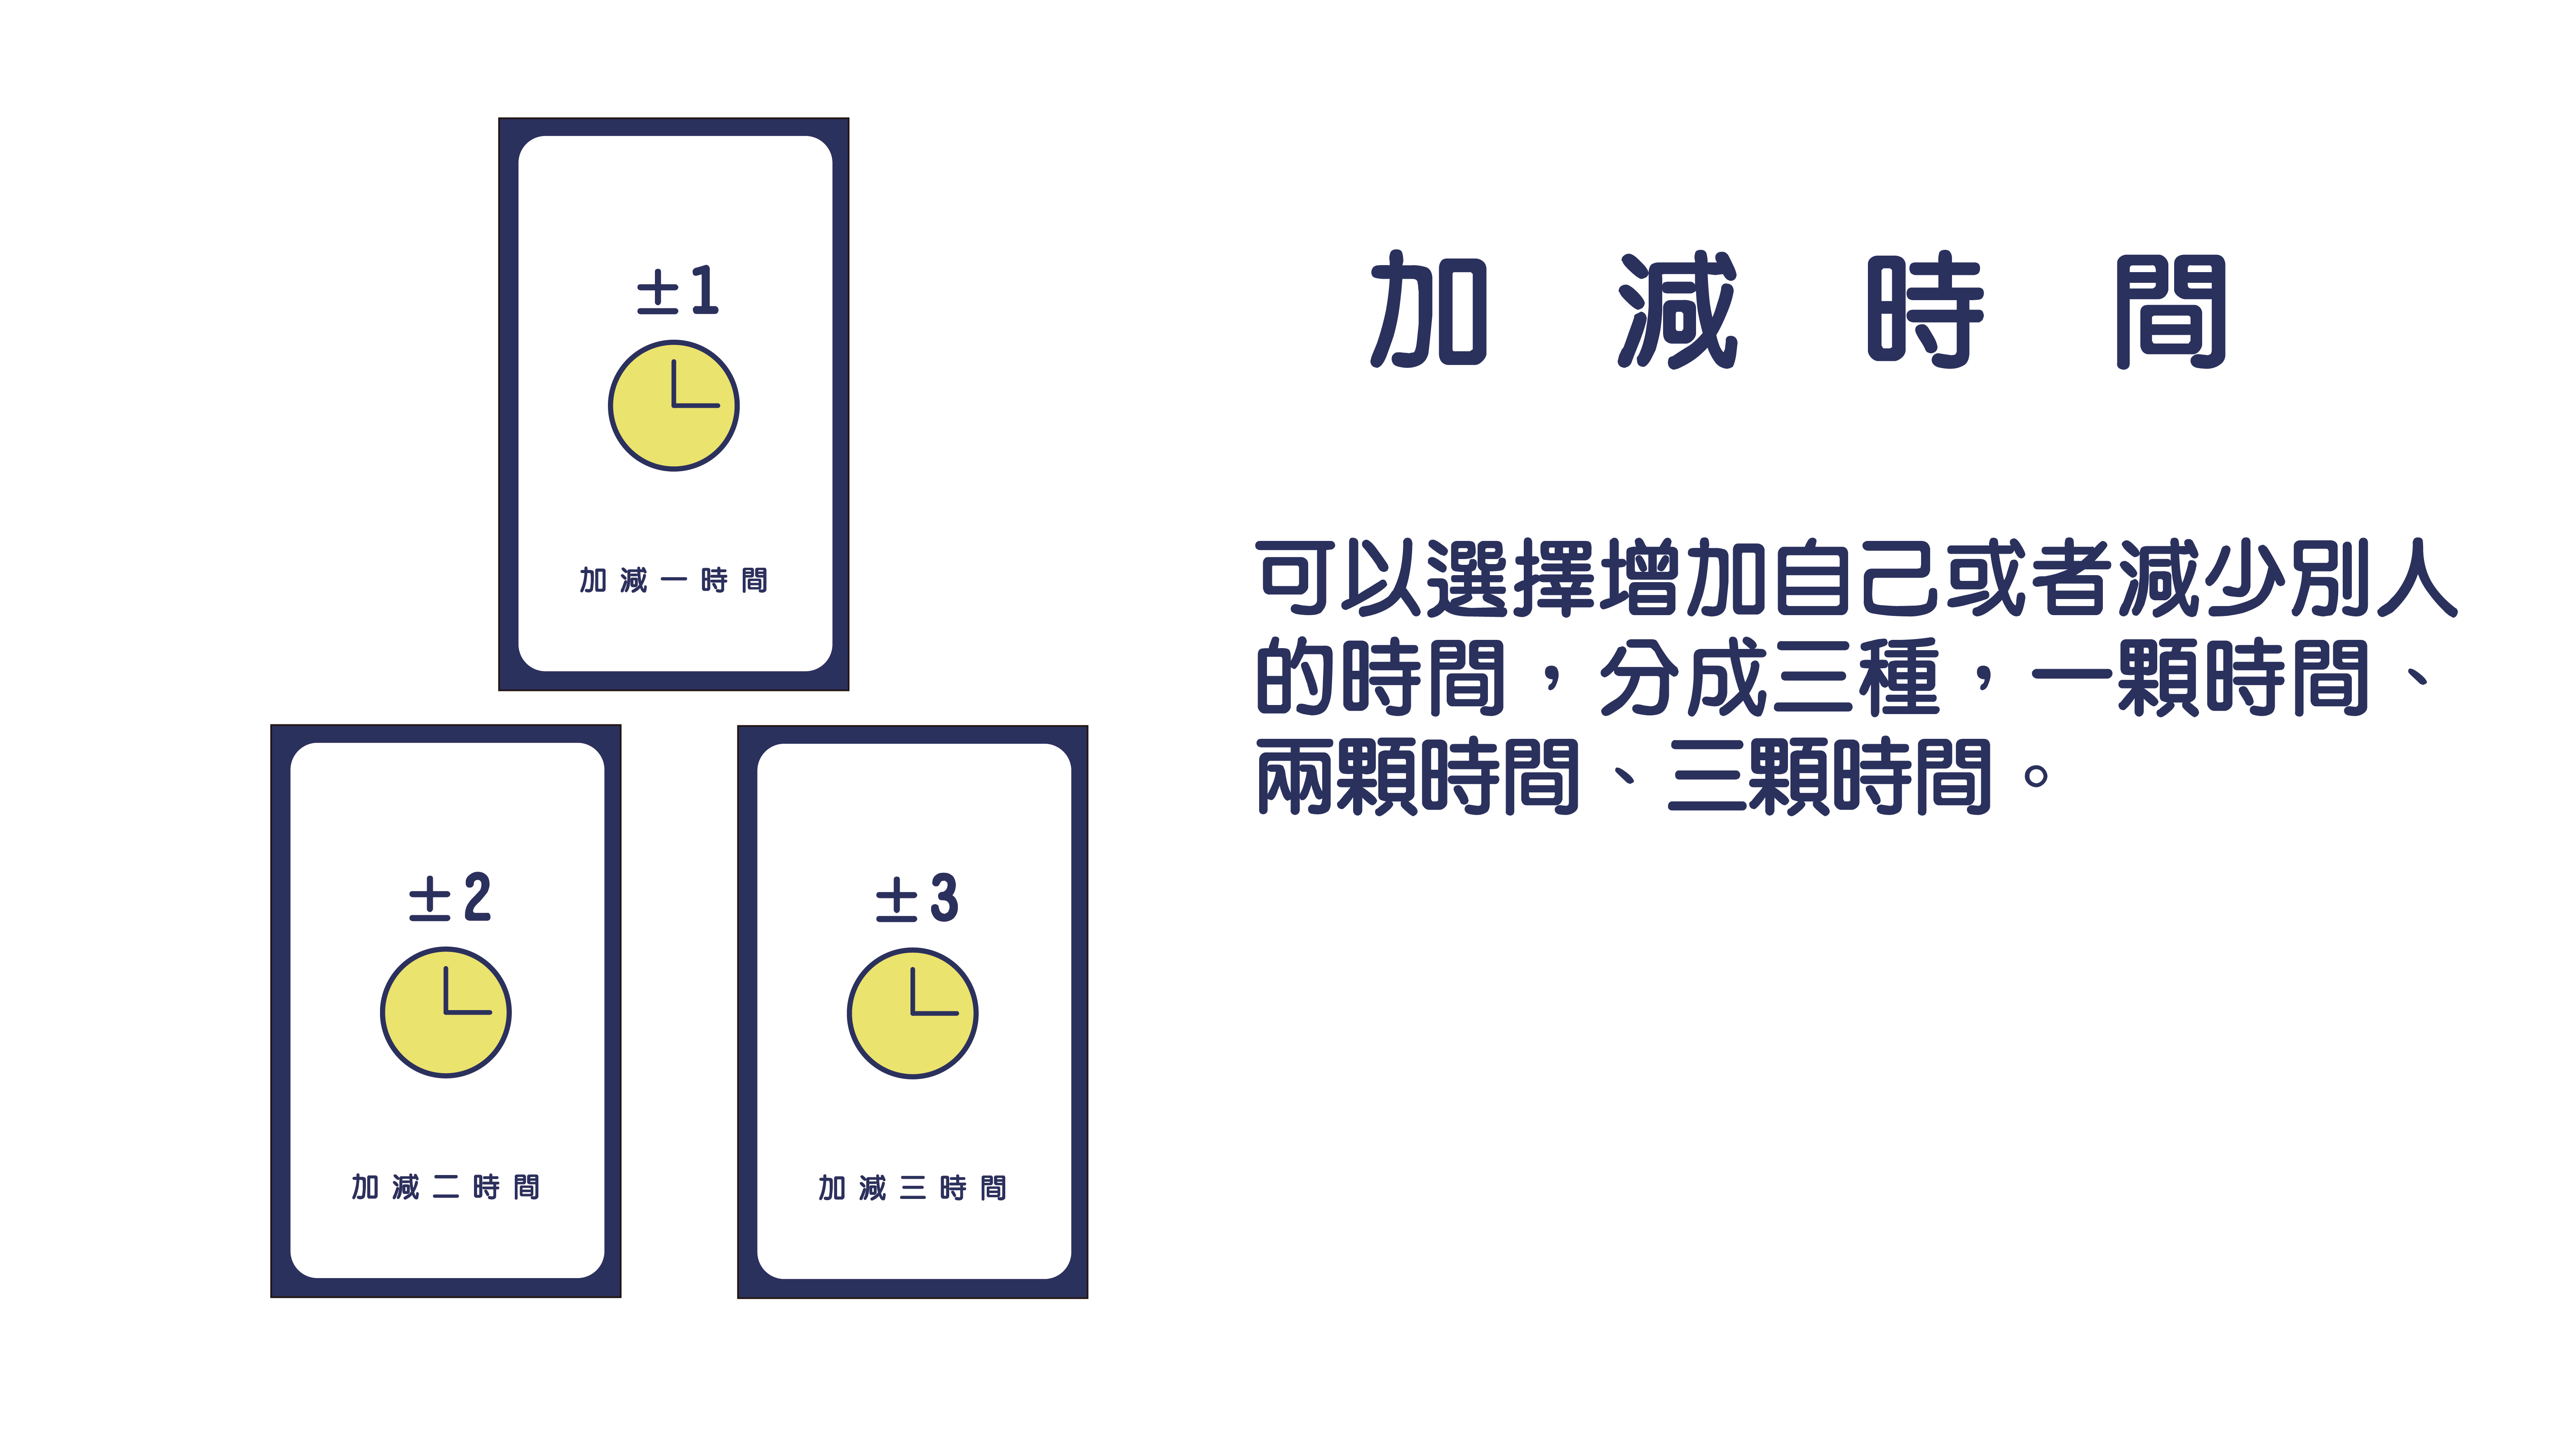 ±1
加減一時間
±2
加減二時間
±3
加減三時間
加減時間
可以選擇增加自己或者減少別人
的時間，分成三種，一顆時間、
兩顆時間、三顆時間。